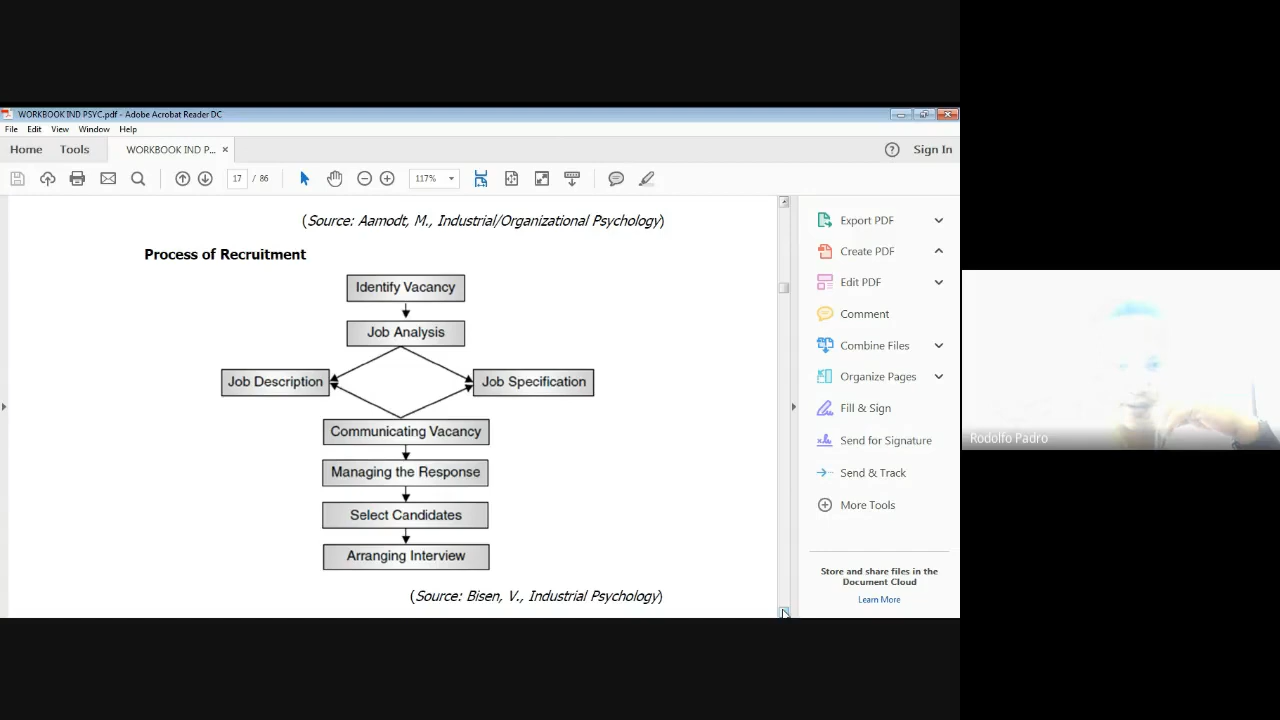 WORKBOOK IND PSYC.pdf - Adobe Acrobat Reader DC
File Edit View Window Help
Home Tools WORKBOOK IND P... × Sign In
17 / 86 117%
(Source: Aamodt, M., Industrial/Organizational Psychology)
Process of Recruitment
Identify Vacancy
Job Analysis
Job Description Job Specification
Communicating Vacancy
Managing the Response
Select Candidates
Arranging Interview
(Source: Bisen, V., Industrial Psychology)
Export PDF
Create PDF
Edit PDF
Comment
Combine Files
Organize Pages
Fill & Sign
Send for Signature
Send & Track
More Tools
Store and share files in the
Document Cloud
Learn More
Rodolfo Padro